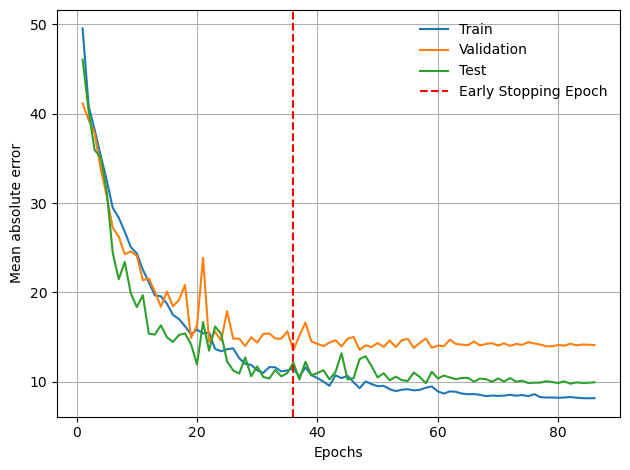 50
40
30
20
10
Mean absolute error
Train
Validation
Test
Early Stopping Epoch
0
20
40
60
80
Epochs